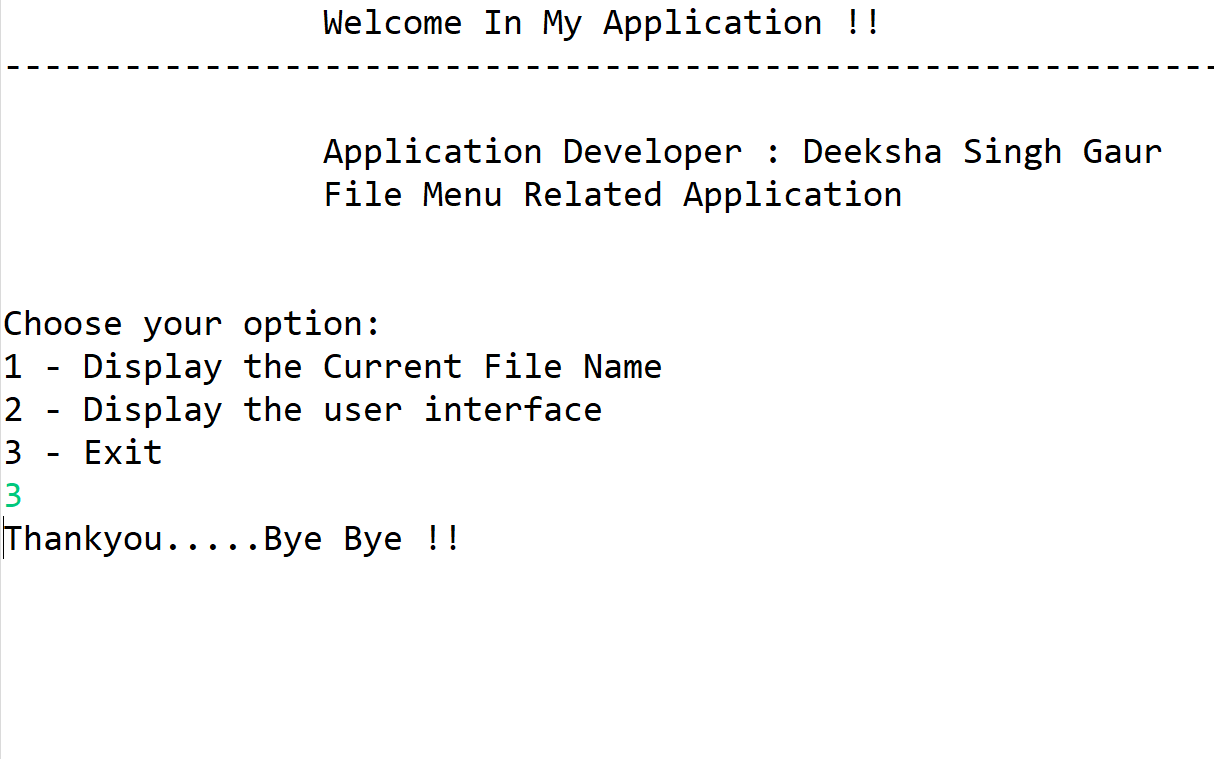 Welcome In My Application !!
-------------------------------------------------------------
Application Developer : Deeksha Singh Gaur
File Menu Related Application
Choose your option:
1 - Display the Current File Name
2 - Display the user interface
3 - Exit
3
Thankyou.....Bye Bye !!